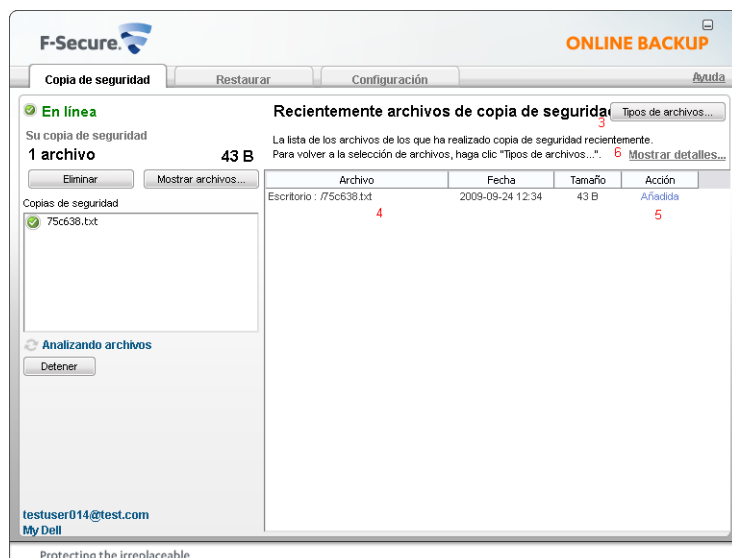 F-Secure.
ONLINE BACKUP
Copia de seguridad
Restaurar
Configuración
Ayuda
En línea
Su copia de seguridad
1 archivo 43 B
Eliminar
Mostrar archivos...
Copias de seguridad
75c638.txt
Analizando archivos
Detener
testuser014@test.com
My Dell
Recientemente archivos de copia de seguridad
Tipos de archivos...
3
La lista de los archivos de los que ha realizado copia de seguridad recientemente.
Para volver a la selección de archivos, haga clic "Tipos de archivos...". 6 Mostrar detalles...
Archivo Fecha Tamaño Acción
Escritorio : /75c638.txt 2009-09-24 12:34 43 B Añadida
4 5
Protecting the irreplaceable